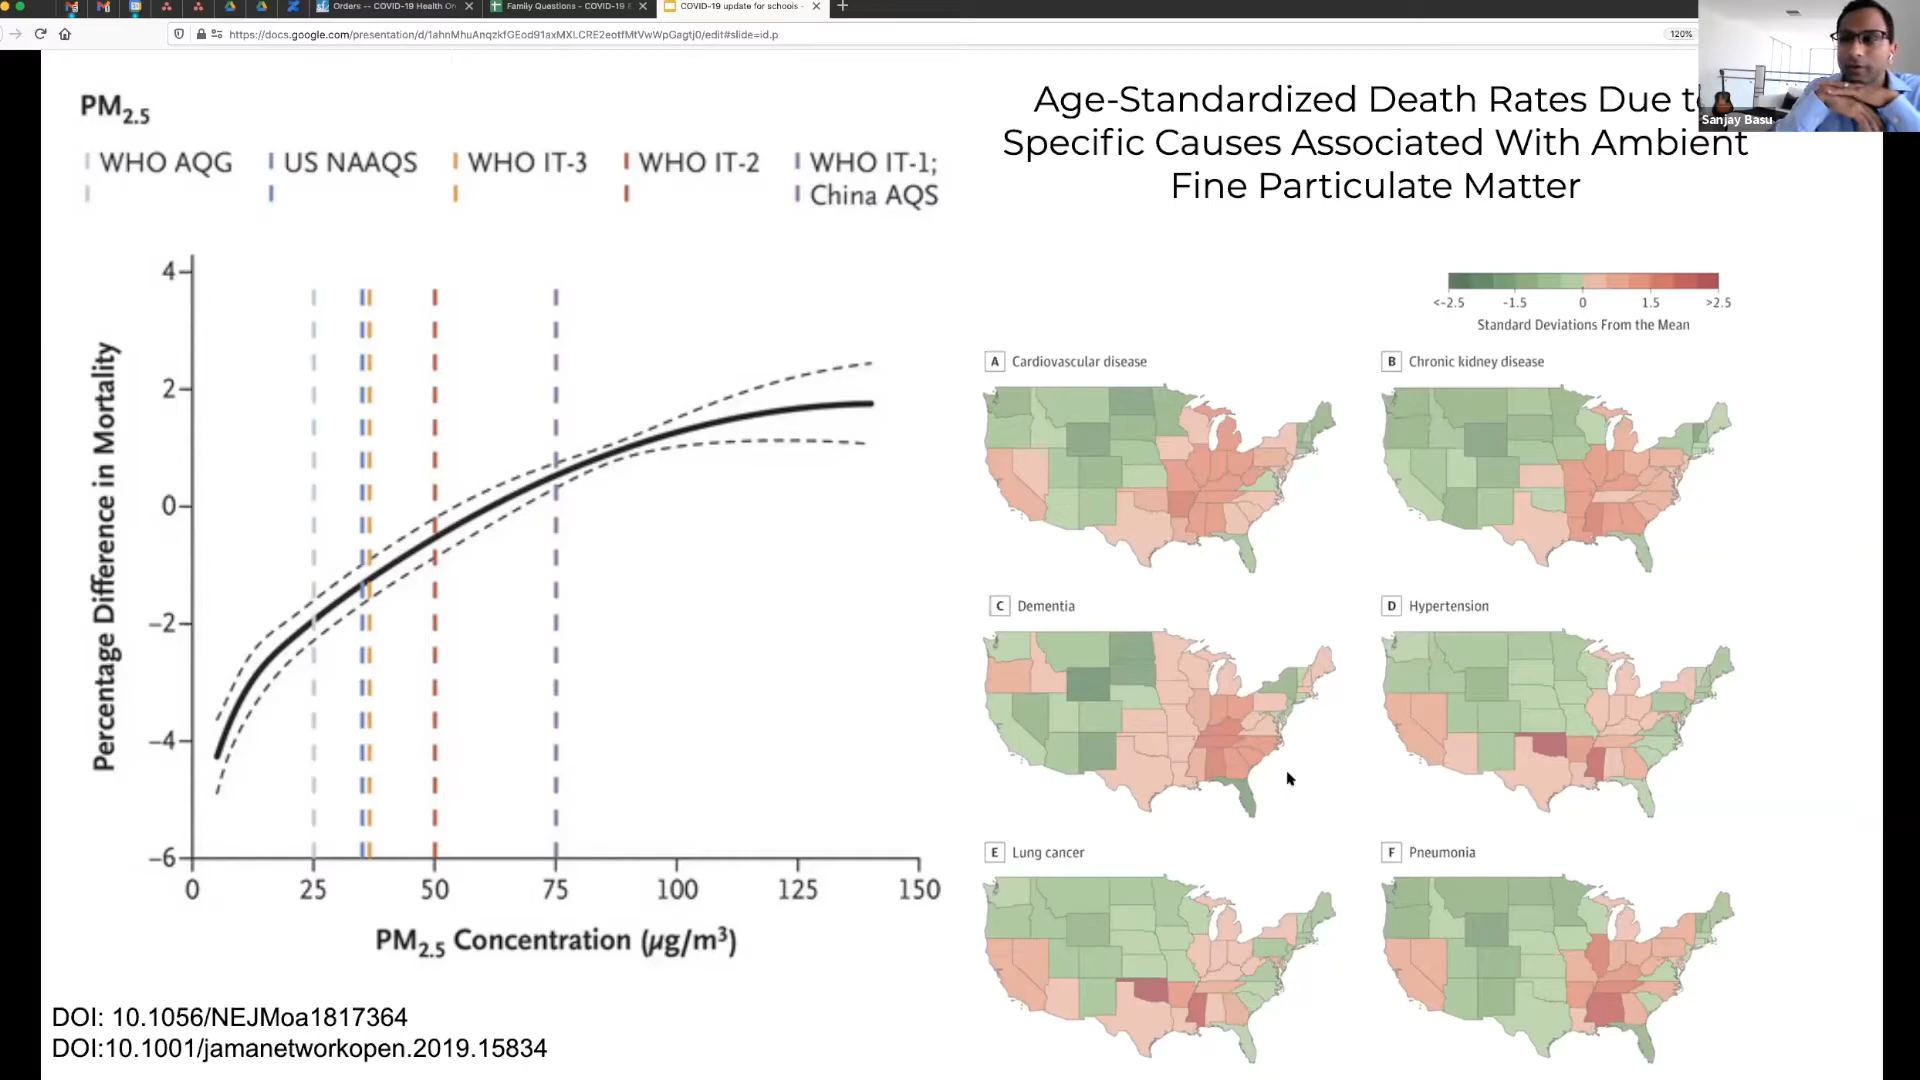 Orders -- COVID-19 Health Or
Family Questions - COVID-19 &
COVID-19 update for schools -
https://docs.google.com/presentation/d/1ahnMhuAnqzkfGEod91axMXLCRE2eotfMtVwWpGagtj0/edit#slide=id.p
120%
Sanjay Basu
PM2.5
WHO AQG
US NAAQS
WHO IT-3
WHO IT-2
WHO IT-1;
China AQS
Age-Standardized Death Rates Due to
Specific Causes Associated With Ambient
Fine Particulate Matter
4
2
0
−2
−4
−6
Percentage Difference in Mortality
0 25 50 75 100 125 150
PM2.5 Concentration (µg/m³)
<-2.5 -1.5 0 1.5 >2.5
Standard Deviations From the Mean
A Cardiovascular disease
B Chronic kidney disease
C Dementia
D Hypertension
E Lung cancer
F Pneumonia
DOI: 10.1056/NEJMoa1817364
DOI:10.1001/jamanetworkopen.2019.15834